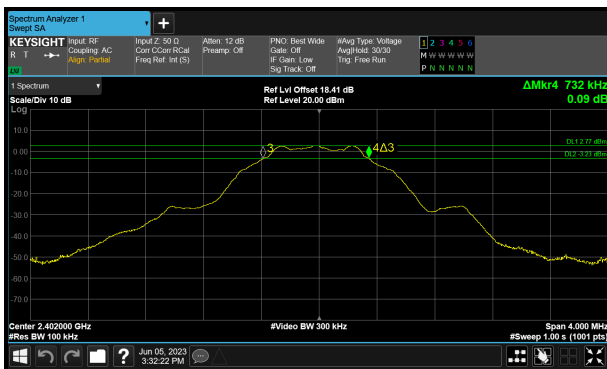 Spectrum Analyzer 1
Swept SA
KEYSIGHT
R T
LNI
Input: RF
Coupling: AC
Align: Partial
Input Z: 50 Ω
Corr CCorr RCal
Freq Ref: Int (S)
Atten: 12 dB
Preamp: Off
PNO: Best Wide
Gate: Off
IF Gain: Low
Sig Track: Off
#Avg Type: Voltage
Avg|Hold: 30/30
Trig: Free Run
1 2 3 4 5 6
M W W W W W
P N N N N N
1 Spectrum
Scale/Div 10 dB
Log
Ref Lvl Offset 18.41 dB
Ref Level 20.00 dBm
ΔMkr4 732 kHz
0.09 dB
10.0
0.00
-10.0
-20.0
-30.0
-40.0
-50.0
-60.0
-70.0
3
4Δ3
DL1 2.77 dBm
DL2 -3.23 dBm
Center 2.402000 GHz
#Res BW 100 kHz
#Video BW 300 kHz
Span 4.000 MHz
#Sweep 1.00 s (1001 pts)
?
Jun 05, 2023
3:32:22 PM